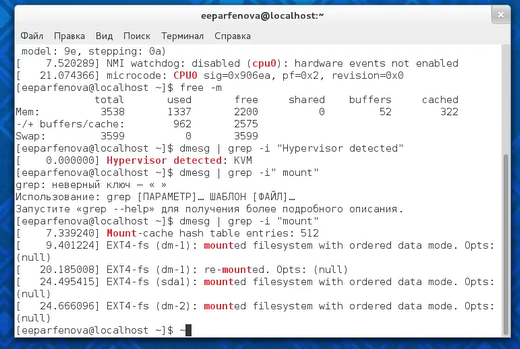 eeparfenova@localhost:~
Файл Правка Вид Поиск Терминал Справка
model: 9e, stepping: 0a)
[    7.520289] NMI watchdog: disabled (cpu0): hardware events not enabled
[   21.074366] microcode: CPU0 sig=0x906ea, pf=0x2, revision=0x0
[eeparfenova@localhost ~]$ free -m
             total       used       free     shared    buffers     cached
Mem:          3538       1337       2200          0         52        322
-/+ buffers/cache:        962       2575
Swap:         3599          0       3599
[eeparfenova@localhost ~]$ dmesg | grep -i "Hypervisor detected"
[    0.000000] Hypervisor detected: KVM
[eeparfenova@localhost ~]$ dmesg | grep -i" mount"
grep: неверный ключ — « »
Использование: grep [ПАРАМЕТР]… ШАБЛОН [ФАЙЛ]…
Запустите «grep --help» для получения более подробного описания.
[eeparfenova@localhost ~]$ dmesg | grep -i "mount"
[    7.339240] Mount-cache hash table entries: 512
[    9.401224] EXT4-fs (dm-1): mounted filesystem with ordered data mode. Opts:
(null)
[   20.185008] EXT4-fs (dm-1): re-mounted. Opts: (null)
[   24.495415] EXT4-fs (sda1): mounted filesystem with ordered data mode. Opts:
(null)
[   24.666096] EXT4-fs (dm-2): mounted filesystem with ordered data mode. Opts:
(null)
[eeparfenova@localhost ~]$ ~